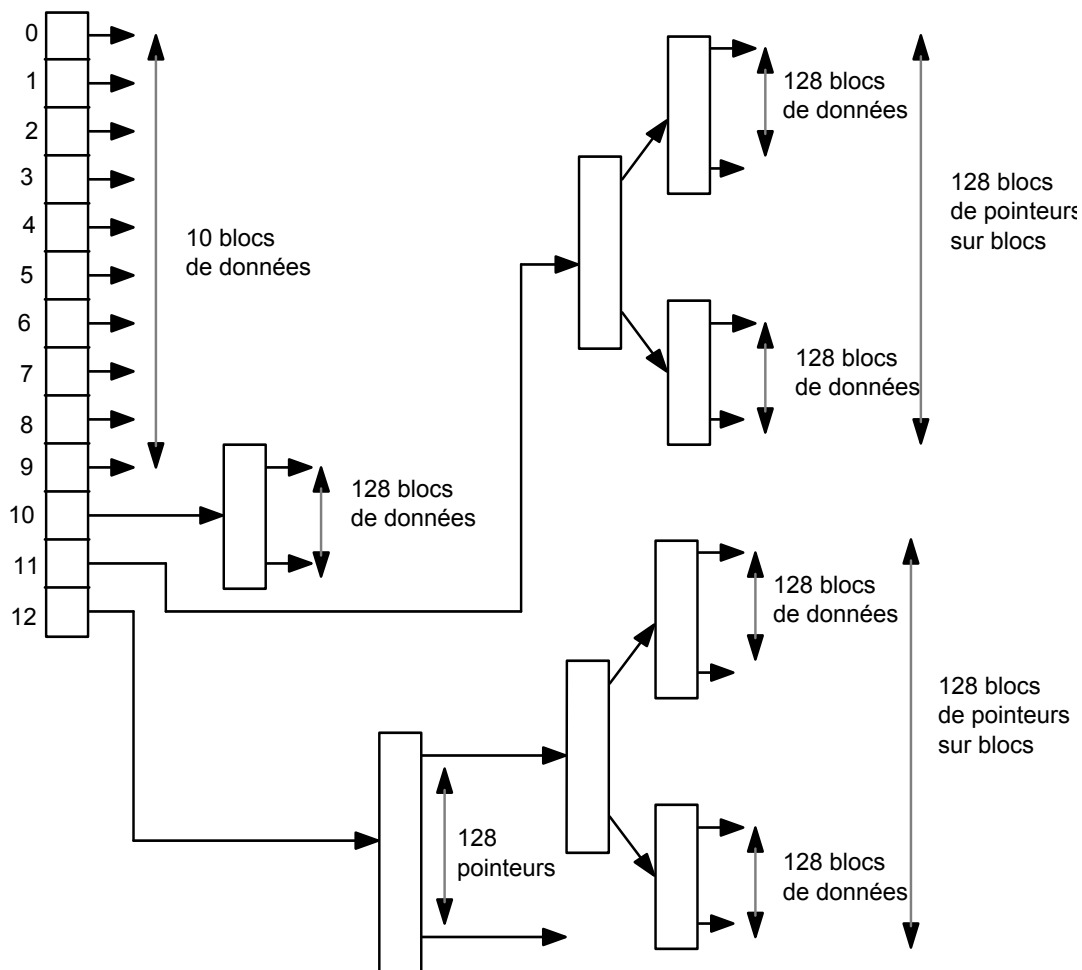 0
1
2
3
4
5
6
7
8
9
10
11
12
10 blocs
de données
128 blocs
de données
128 blocs
de données
128 blocs
de données
128 blocs
de pointeurs
sur blocs
128 blocs
de données
128 blocs
de données
128 blocs
de pointeurs
sur blocs
128
pointeurs